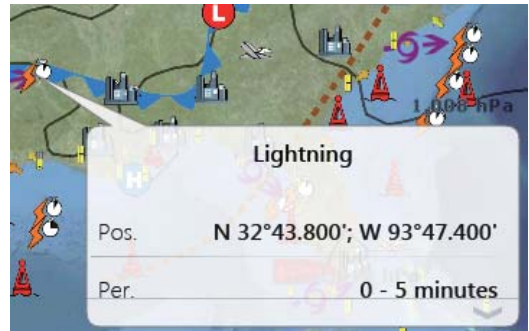 L
1,008 hPa
Lightning
H
Pos. N 32°43.800'; W 93°47.400'
Per. 0 - 5 minutes